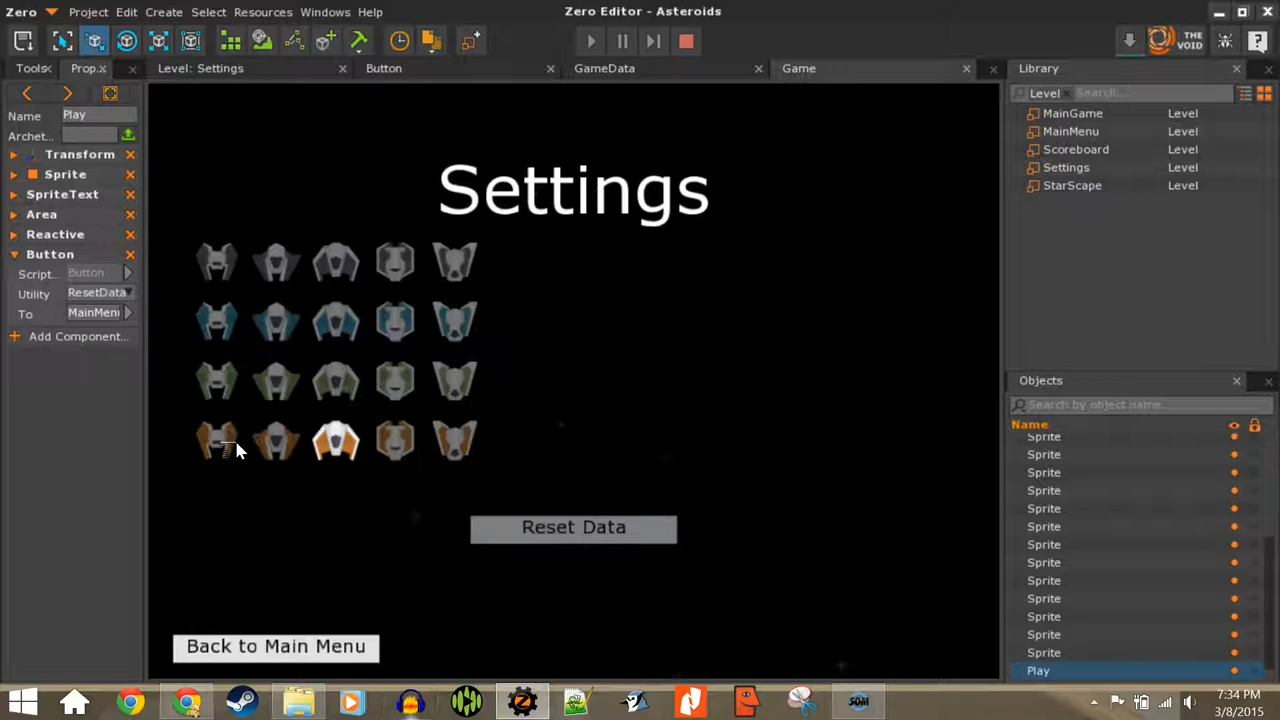 Zero Project Edit Create Select Resources Windows Help Zero Editor - Asteroids
THE VOID
Tools Prop. Level: Settings Button GameData Game Library
Level Search...
Name Play
Archet...
Transform
Sprite
SpriteText
Area
Reactive
Button
Script... Button
Utility ResetData
To MainMen
Add Component...
Settings
Reset Data
Back to Main Menu
MainGame Level
MainMenu Level
Scoreboard Level
Settings Level
StarScape Level
Objects
Search by object name...
Name
Sprite
Sprite
Sprite
Sprite
Sprite
Sprite
Sprite
Sprite
Sprite
Sprite
Sprite
Sprite
Sprite
Play
SOM
7:34 PM
3/8/2015